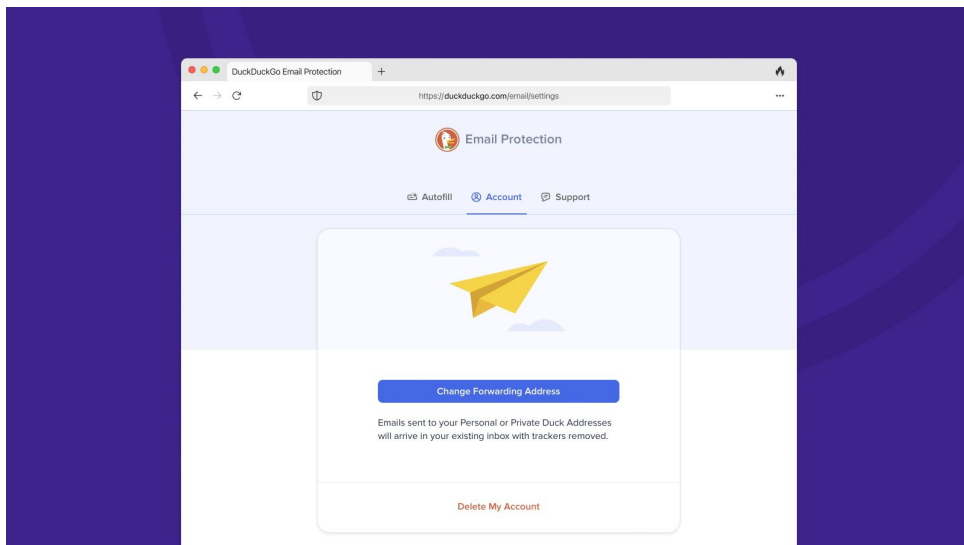 DuckDuckGo Email Protection
https://duckduckgo.com/email/settings
Email Protection
Autofill Account Support
Change Forwarding Address
Emails sent to your Personal or Private Duck Addresses
will arrive in your existing inbox with trackers removed.
Delete My Account